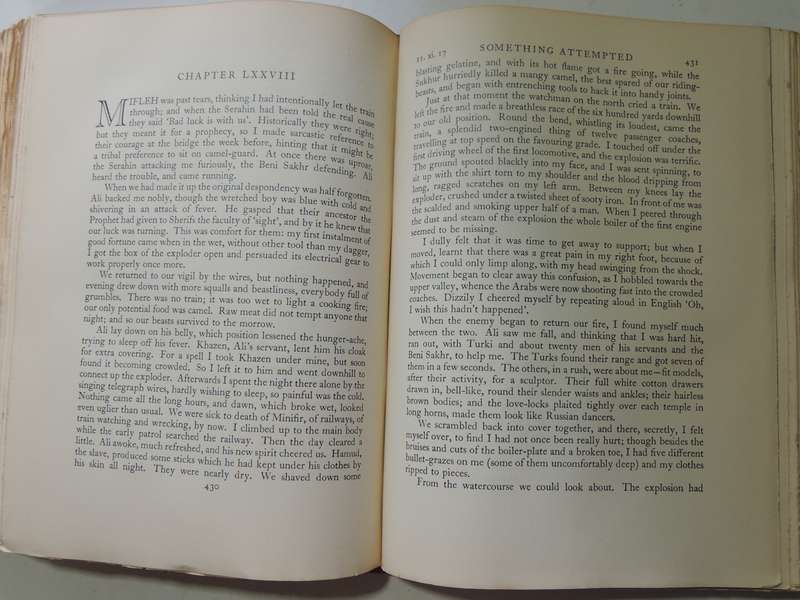 CHAPTER LXXVIII
MIFLEH was past tears, thinking I had intentionally let the train
through; and when the Serahin had been told the real cause
they said 'Bad luck is with us'. Historically they were right;
but they meant it for a prophecy, so I made sarcastic reference to
their courage at the bridge the week before, hinting that it might be
a tribal preference to sit on camel-guard. At once there was uproar,
the Serahin attacking me furiously, the Beni Sakhr defending. Ali
heard the trouble, and came running.
When we had made it up the original despondency was half forgotten.
Ali backed me nobly, though the wretched boy was blue with cold and
shivering in an attack of fever. He gasped that their ancestor the
Prophet had given to Sherifs the faculty of 'sight', and by it he knew that
our luck was turning. This was comfort for them: my first instalment of
good fortune came when in the wet, without other tool than my dagger,
I got the box of the exploder open and persuaded its electrical gear to
work properly once more.
We returned to our vigil by the wires, but nothing happened, and
evening drew down with more squalls and beastliness, everybody full of
grumbles. There was no train; it was too wet to light a cooking fire;
our only potential food was camel. Raw meat did not tempt anyone that
night; and so our beasts survived to the morrow.
Ali lay down on his belly, which position lessened the hunger-ache,
trying to sleep off his fever. Khazen, Ali's servant, lent him his cloak
for extra covering. For a spell I took Khazen under mine, but soon
found it becoming crowded. So I left it to him and went downhill to
connect up the exploder. Afterwards I spent the night there alone by the
singing telegraph wires, hardly wishing to sleep, so painful was the cold.
Nothing came all the long hours, and dawn, which broke wet, looked
even uglier than usual. We were sick to death of Minifir, of railways, of
train watching and wrecking, by now. I climbed up to the main body
while the early patrol searched the railway. Then the day cleared a
little. Ali awoke, much refreshed, and his new spirit cheered us. Hamud,
the slave, produced some sticks which he had kept under his clothes by
his skin all night. They were nearly dry. We shaved down some
430
11. xi. 17 SOMETHING ATTEMPTED 431
blasting gelatine, and with its hot flame got a fire going, while the
Sukhur hurriedly killed a mangy camel, the best spared of our riding-
beasts, and began with entrenching tools to hack it into handy joints.
Just at that moment the watchman on the north cried a train. We
left the fire and made a breathless race of the six hundred yards downhill
to our old position. Round the bend, whistling its loudest, came the
train, a splendid two-engined thing of twelve passenger coaches,
travelling at top speed on the favouring grade. I touched off under the
first driving wheel of the first locomotive, and the explosion was terrific.
The ground spouted blackly into my face, and I was sent spinning, to
sit up with the shirt torn to my shoulder and the blood dripping from
long, ragged scratches on my left arm. Between my knees lay the
exploder, crushed under a twisted sheet of sooty iron. In front of me was
the scalded and smoking upper half of a man. When I peered through
the dust and steam of the explosion the whole boiler of the first engine
seemed to be missing.
I dully felt that it was time to get away to support; but when I
moved, learnt that there was a great pain in my right foot, because of
which I could only limp along, with my head swinging from the shock.
Movement began to clear away this confusion, as I hobbled towards the
upper valley, whence the Arabs were now shooting fast into the crowded
coaches. Dizzily I cheered myself by repeating aloud in English 'Oh,
I wish this hadn't happened'.
When the enemy began to return our fire, I found myself much
between the two. Ali saw me fall, and thinking that I was hard hit,
ran out, with Turki and about twenty men of his servants and the
Beni Sakhr, to help me. The Turks found their range and got seven of
them in a few seconds. The others, in a rush, were about me—fit models,
after their activity, for a sculptor. Their full white cotton drawers
drawn in, bell-like, round their slender waists and ankles; their hairless
brown bodies; and the love-locks plaited tightly over each temple in
long horns, made them look like Russian dancers.
We scrambled back into cover together, and there, secretly, I felt
myself over, to find I had not once been really hurt; though besides the
bruises and cuts of the boiler-plate and a broken toe, I had five different
bullet-grazes on me (some of them uncomfortably deep) and my clothes
ripped to pieces.
From the watercourse we could look about. The explosion had